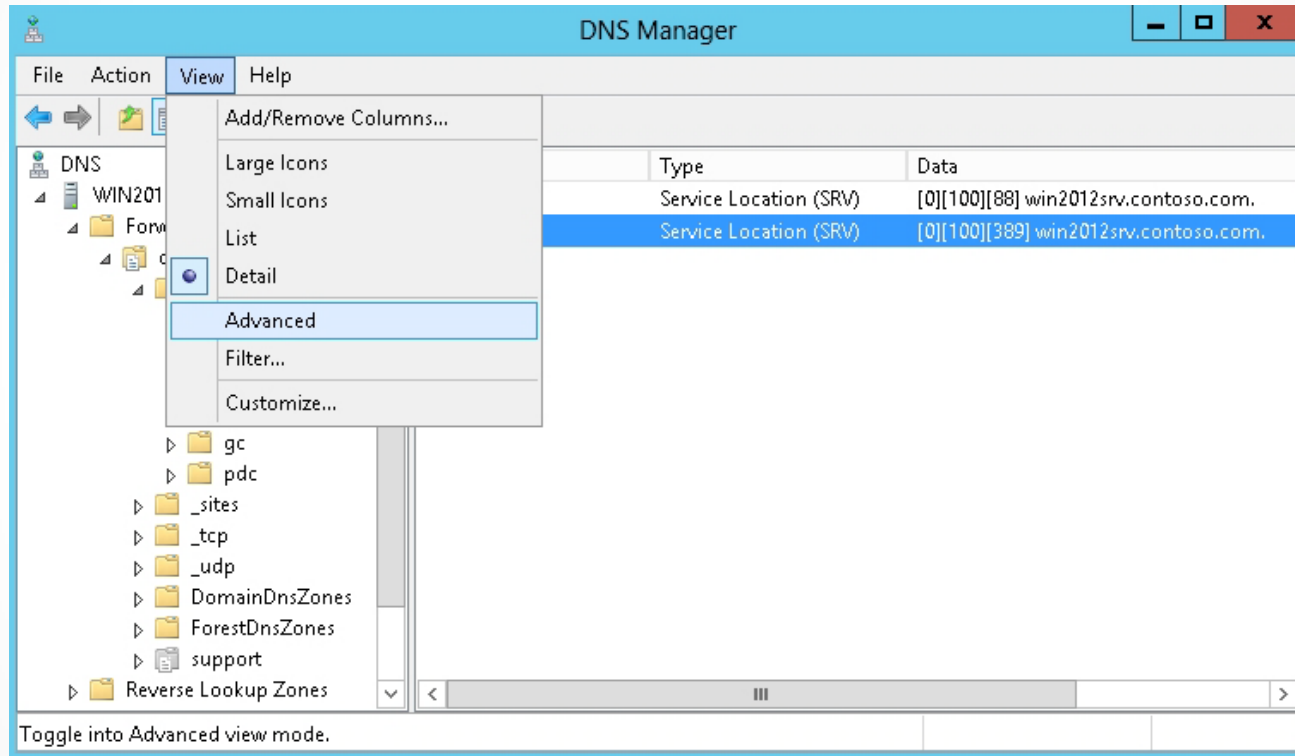 DNS Manager
File Action View Help
Add/Remove Columns...
Large Icons
Small Icons
List
Detail
Advanced
Filter...
Customize...
DNS
WIN201
Forw
gc
pdc
_sites
_tcp
_udp
DomainDnsZones
ForestDnsZones
support
Reverse Lookup Zones
Type Data
Service Location (SRV) [0][100][88] win2012srv.contoso.com.
Service Location (SRV) [0][100][389] win2012srv.contoso.com.
Toggle into Advanced view mode.